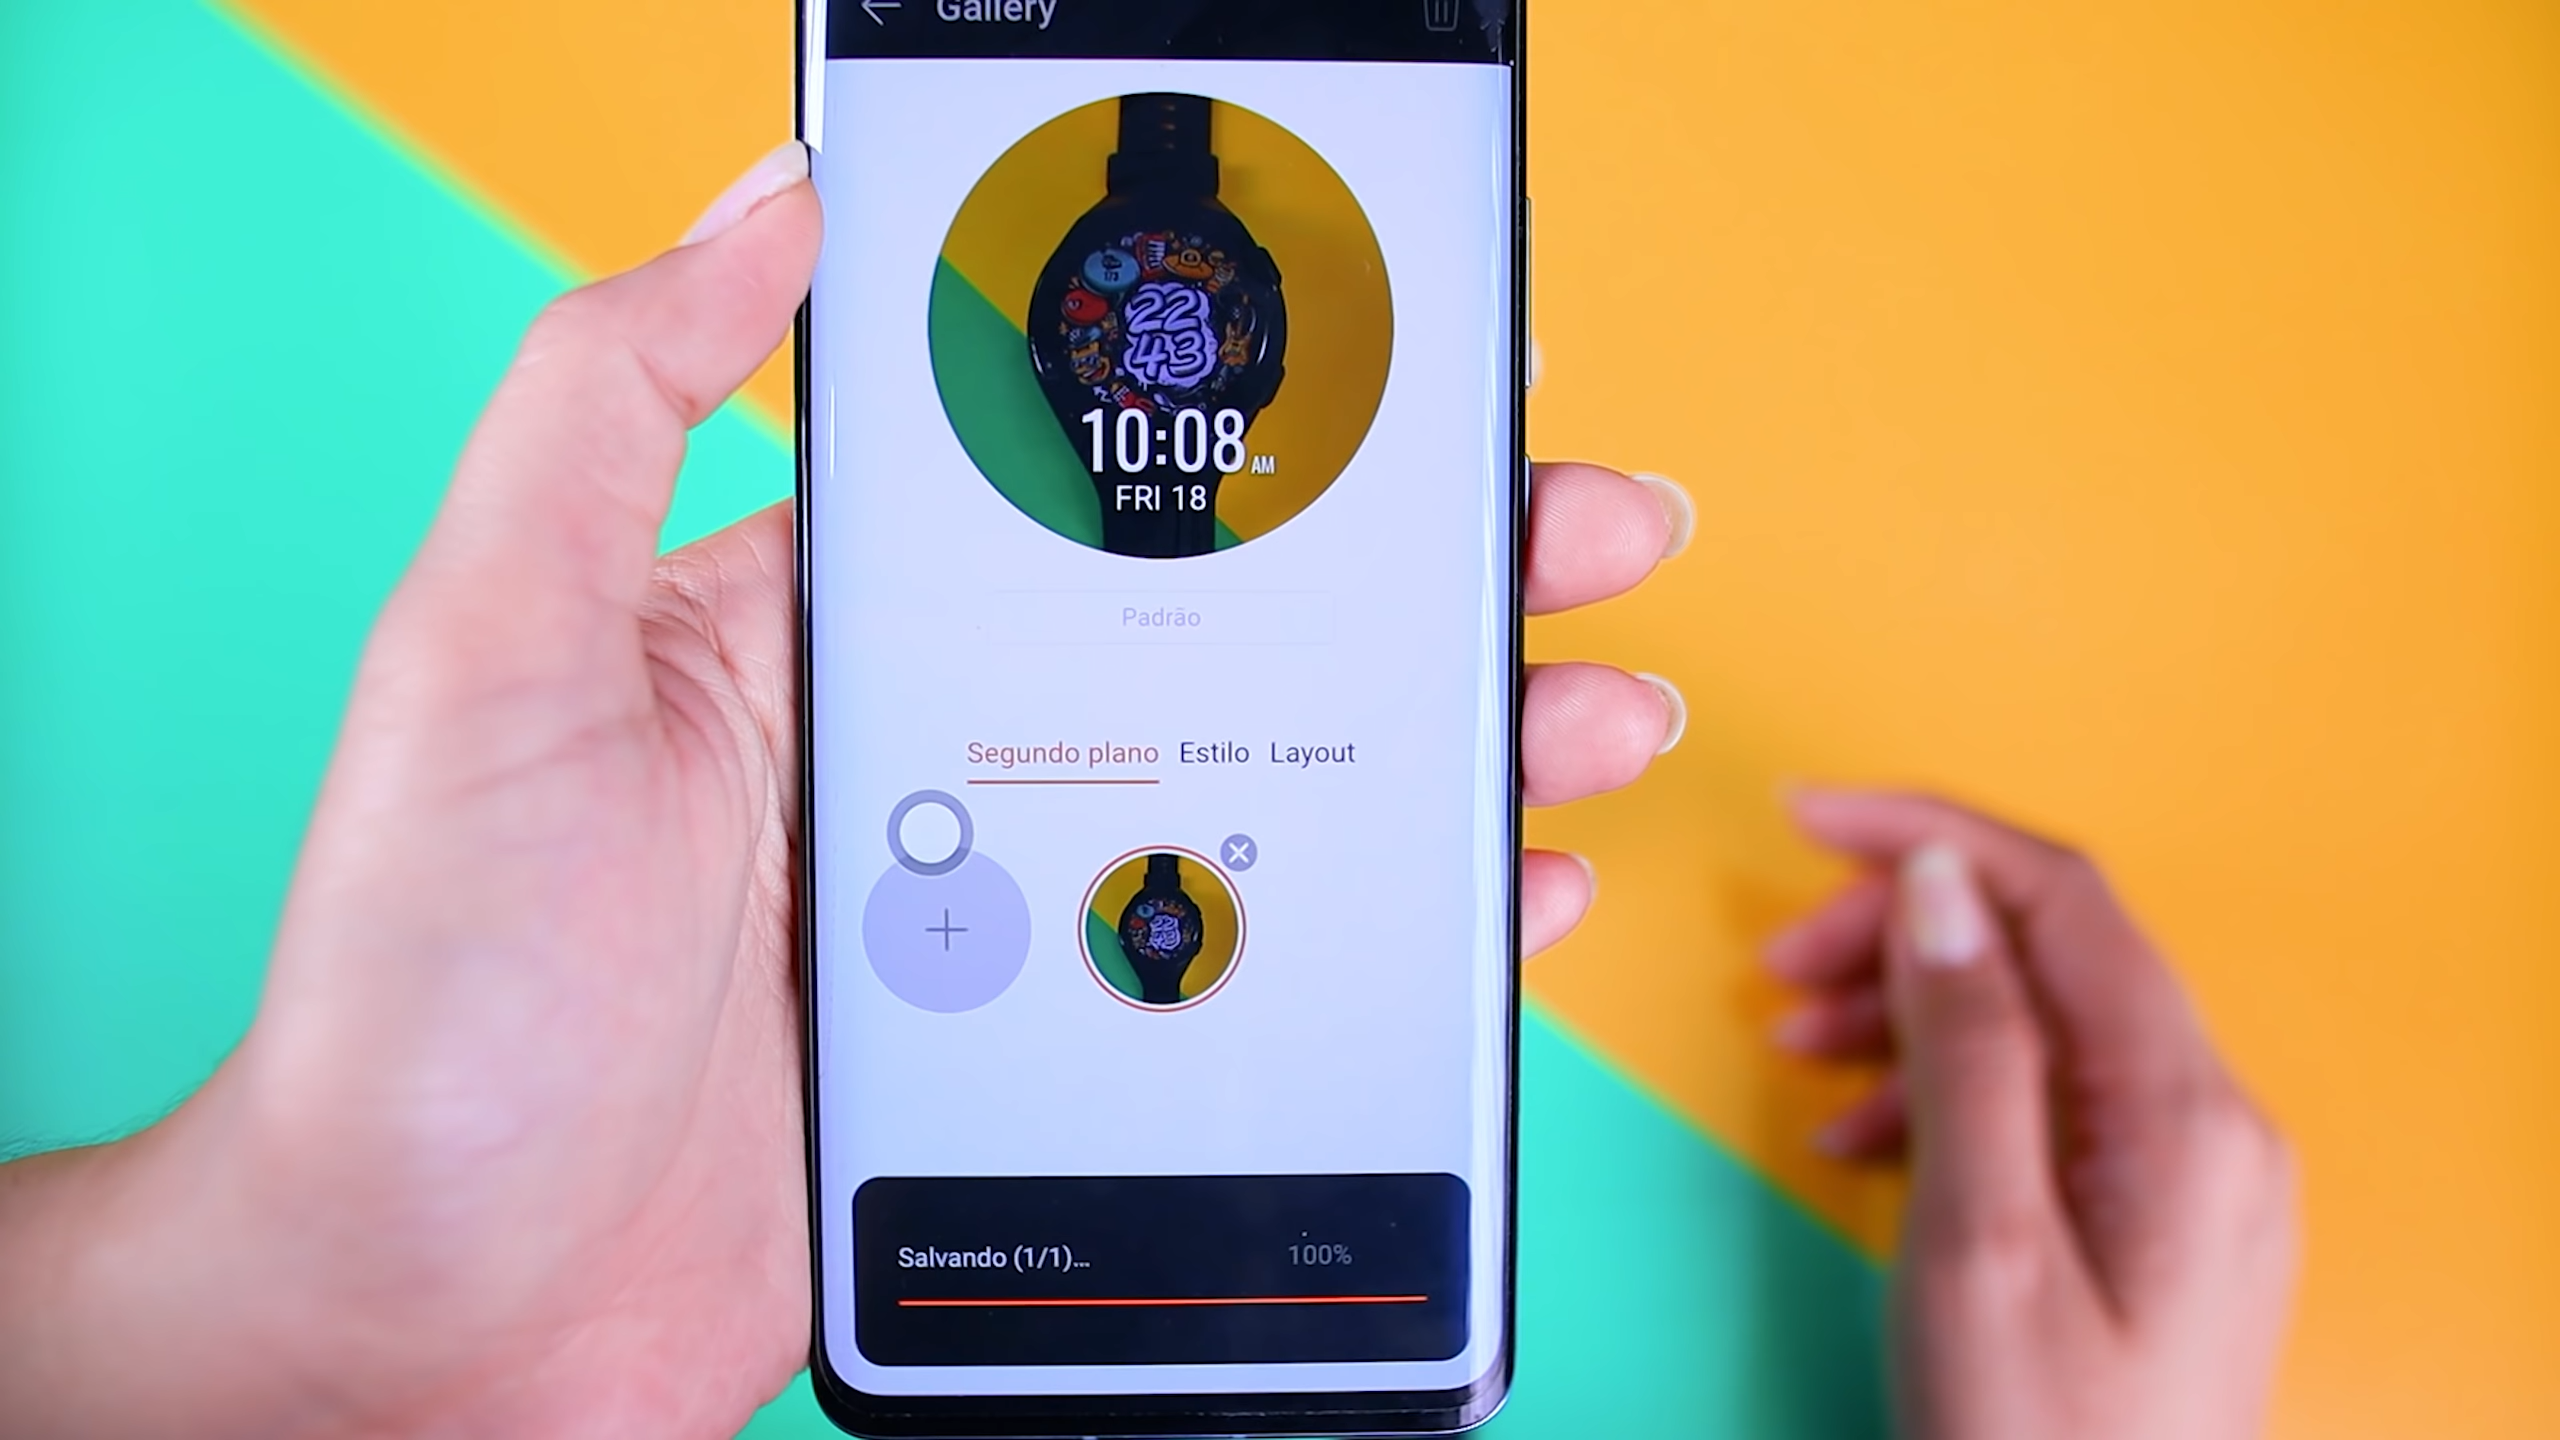 Gallery
22
43
10:08 AM
FRI 18
Padrão
Segundo plano Estilo Layout
Salvando (1/1)... 100%